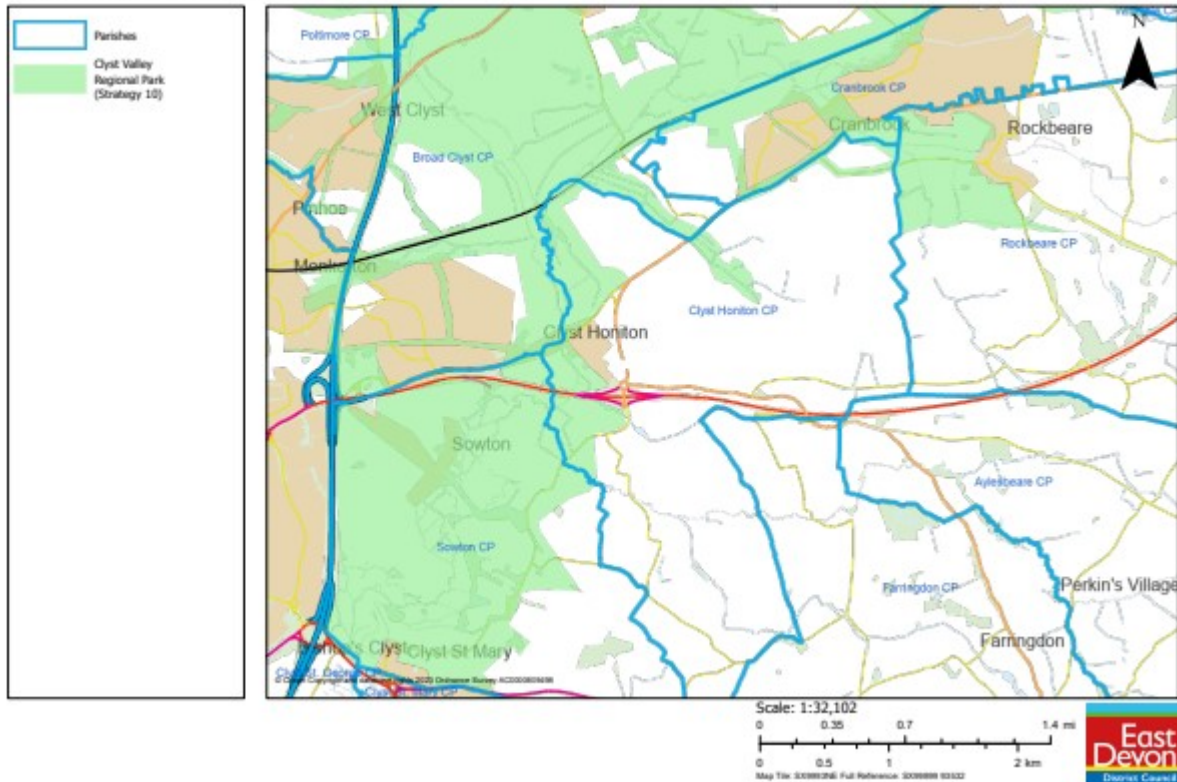 Parishes
Clyst Valley
Regional Park
(Strategy 10)
Poltimore CP
N
West Clyst
Cranbrook CP
Cranbrook
Rockbeare
Broad Clyst CP
Pinhoe
Monkerton
Rockbeare CP
Clyst Honiton CP
Clyst Honiton
Sowton
Aylesbeare CP
Sowton CP
Farringdon CP
Perkin's Village
Farringdon
Clyst St Mary
Scale: 1:32,102
0 0.35 0.7 1.4 mi
0 0.5 1 2 km
East
Devon
District Council